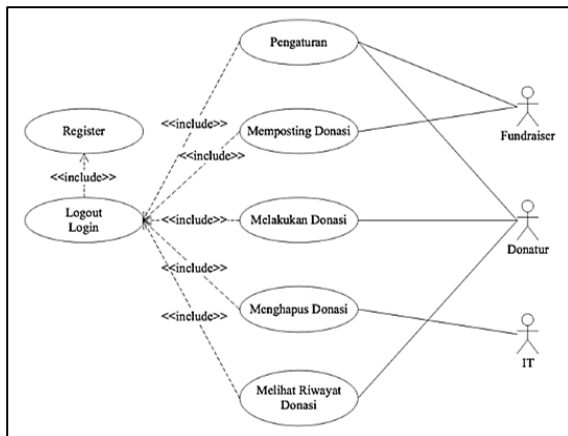 Pengaturan
<<include>>
Register
Memposting Donasi
Fundraiser
<<include>>
<<include>>
Logout
Login
<<include>>
Melakukan Donasi
Donatur
<<include>>
<<include>>
Menghapus Donasi
IT
Melihat Riwayat
Donasi